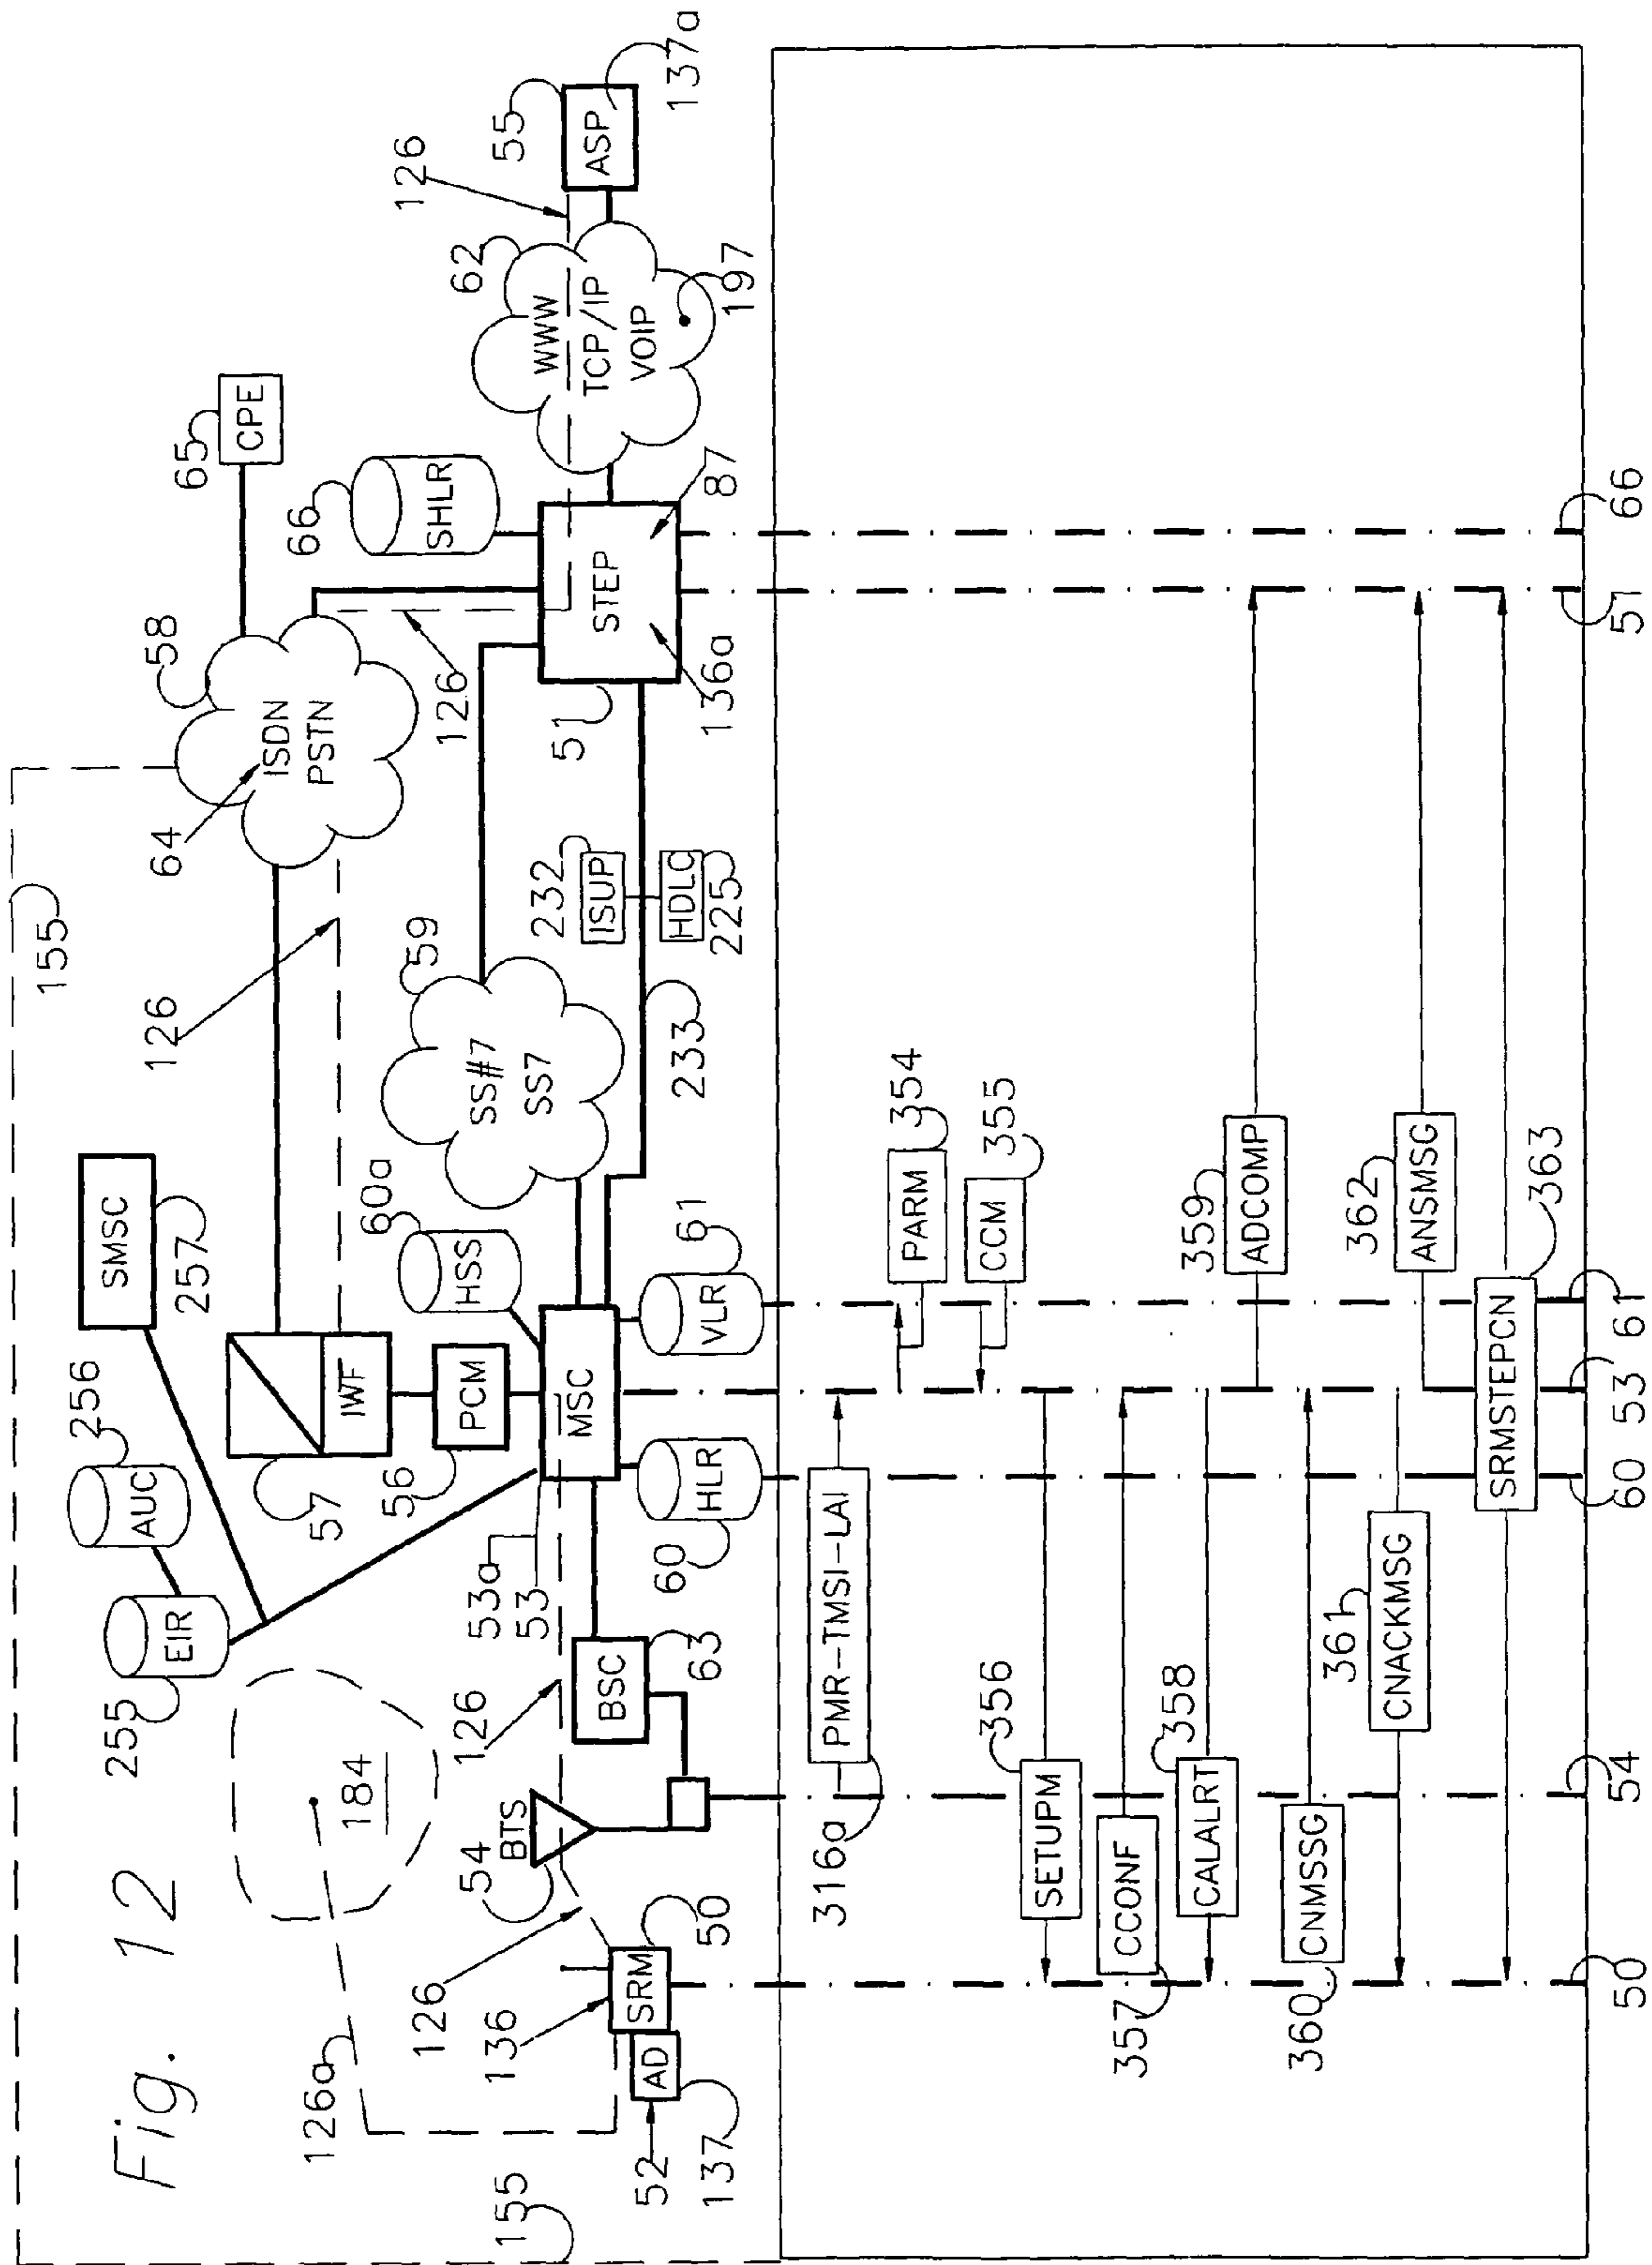 Fig. 12
155
155
126a
184
255
EIR
256
AUC
SMSC
257
57
IWF
PCM
56
HSS
60a
126
64
58
ISDN
PSTN
65
CPE
66
SHLR
126
59
SS#7
SS7
232
ISUP
HDLC
225
233
51
STEP
136a
87
62
WWW
TCP/IP
VOIP
197
126
55
ASP
137a
52
AD
137
136
SRM
50
126
54
BTS
126
BSC
63
53a
53
MSC
60
HLR
VLR
61
316a
PMR-TMSI-LAI
PARM
354
CCM
355
356
SETUPM
357
CCONF
358
CALALRT
359
ADCOMP
360
CNMSSG
361
CNACKMSG
362
ANSMSG
SRMSTEPCN
363
50
54
60
53
61
51
66